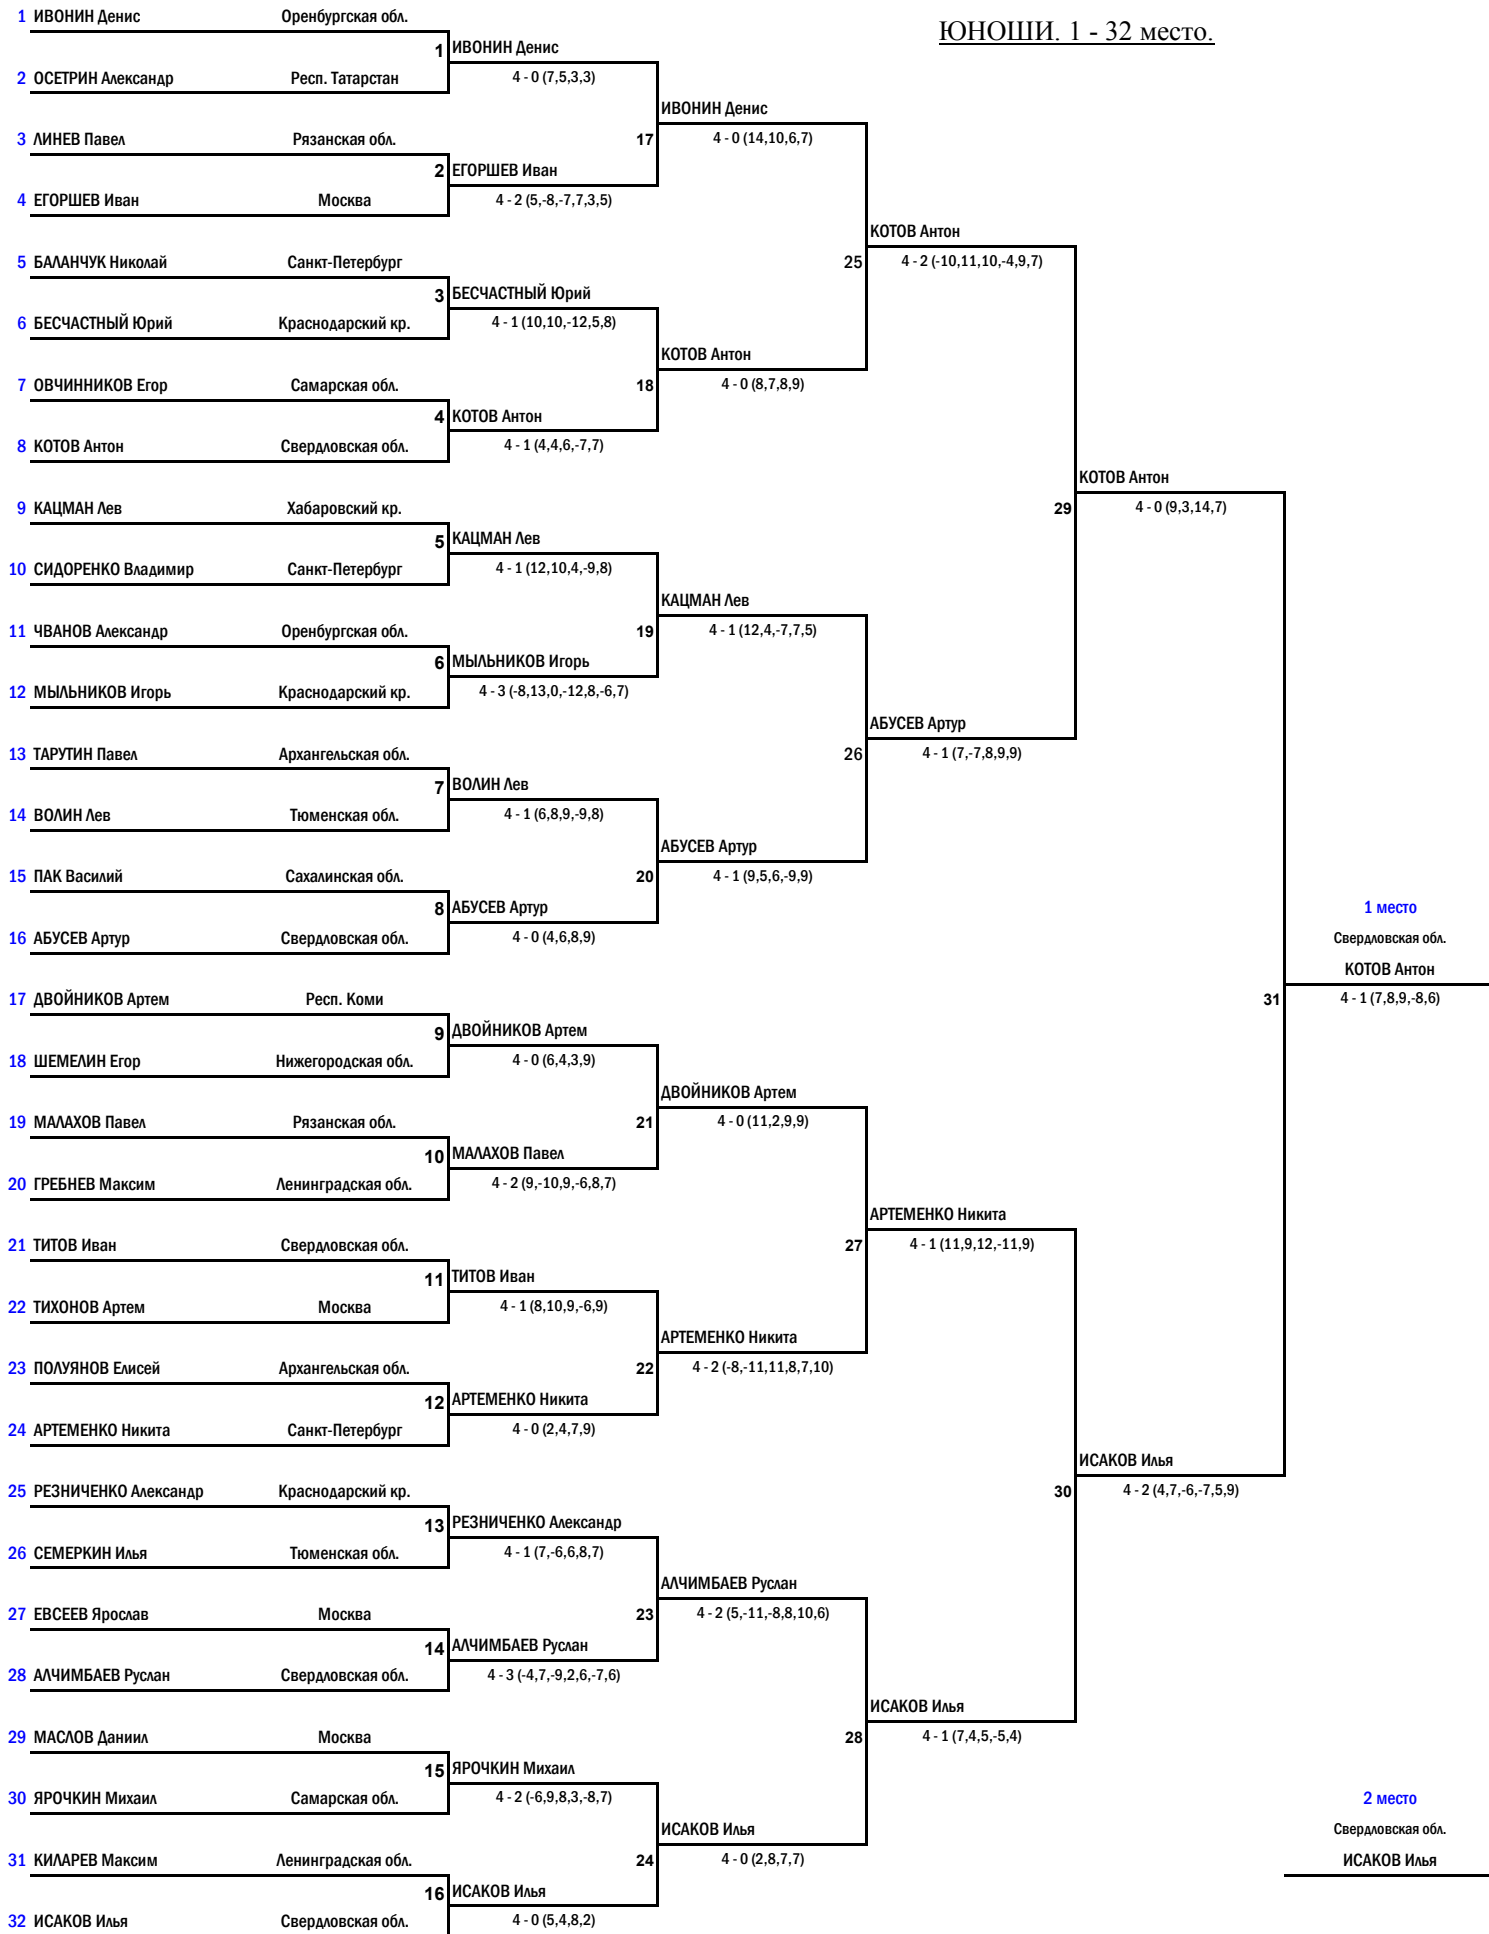 ЮНОШИ. 1 - 32 место.
1 ИВОНИН Денис Оренбургская обл.
1 ИВОНИН Денис
2 ОСЕТРИН Александр Респ. Татарстан
4 - 0 (7,5,3,3)
ИВОНИН Денис
3 ЛИНЕВ Павел Рязанская обл.
17 4 - 0 (14,10,6,7)
2 ЕГОРШЕВ Иван
4 ЕГОРШЕВ Иван Москва
4 - 2 (5,-8,-7,7,3,5)
КОТОВ Антон
5 БАЛАНЧУК Николай Санкт-Петербург
25 4 - 2 (-10,11,10,-4,9,7)
3 БЕСЧАСТНЫЙ Юрий
6 БЕСЧАСТНЫЙ Юрий Краснодарский кр.
4 - 1 (10,10,-12,5,8)
КОТОВ Антон
7 ОВЧИННИКОВ Егор Самарская обл.
18 4 - 0 (8,7,8,9)
4 КОТОВ Антон
8 КОТОВ Антон Свердловская обл.
4 - 1 (4,4,6,-7,7)
КОТОВ Антон
9 КАЦМАН Лев Хабаровский кр.
29 4 - 0 (9,3,14,7)
5 КАЦМАН Лев
10 СИДОРЕНКО Владимир Санкт-Петербург
4 - 1 (12,10,4,-9,8)
КАЦМАН Лев
11 ЧВАНОВ Александр Оренбургская обл.
19 4 - 1 (12,4,-7,7,5)
6 МЫЛЬНИКОВ Игорь
12 МЫЛЬНИКОВ Игорь Краснодарский кр.
4 - 3 (-8,13,0,-12,8,-6,7)
АБУСЕВ Артур
13 ТАРУТИН Павел Архангельская обл.
26 4 - 1 (7,-7,8,9,9)
7 ВОЛИН Лев
14 ВОЛИН Лев Тюменская обл.
4 - 1 (6,8,9,-9,8)
АБУСЕВ Артур
15 ПАК Василий Сахалинская обл.
20 4 - 1 (9,5,6,-9,9)
8 АБУСЕВ Артур
1 место
16 АБУСЕВ Артур Свердловская обл.
4 - 0 (4,6,8,9)
Свердловская обл.
КОТОВ Антон
17 ДВОЙНИКОВ Артем Респ. Коми
31 4 - 1 (7,8,9,-8,6)
9 ДВОЙНИКОВ Артем
18 ШЕМЕЛИН Егор Нижегородская обл.
4 - 0 (6,4,3,9)
ДВОЙНИКОВ Артем
19 МАЛАХОВ Павел Рязанская обл.
21 4 - 0 (11,2,9,9)
10 МАЛАХОВ Павел
20 ГРЕБНЕВ Максим Ленинградская обл.
4 - 2 (9,-10,9,-6,8,7)
АРТЕМЕНКО Никита
21 ТИТОВ Иван Свердловская обл.
27 4 - 1 (11,9,12,-11,9)
11 ТИТОВ Иван
22 ТИХОНОВ Артем Москва
4 - 1 (8,10,9,-6,9)
АРТЕМЕНКО Никита
23 ПОЛУЯНОВ Елисей Архангельская обл.
22 4 - 2 (-8,-11,11,8,7,10)
12 АРТЕМЕНКО Никита
24 АРТЕМЕНКО Никита Санкт-Петербург
4 - 0 (2,4,7,9)
ИСАКОВ Илья
25 РЕЗНИЧЕНКО Александр Краснодарский кр.
30 4 - 2 (4,7,-6,-7,5,9)
13 РЕЗНИЧЕНКО Александр
26 СЕМЕРКИН Илья Тюменская обл.
4 - 1 (7,-6,6,8,7)
АЛЧИМБАЕВ Руслан
27 ЕВСЕЕВ Ярослав Москва
23 4 - 2 (5,-11,-8,8,10,6)
14 АЛЧИМБАЕВ Руслан
28 АЛЧИМБАЕВ Руслан Свердловская обл.
4 - 3 (-4,7,-9,2,6,-7,6)
ИСАКОВ Илья
29 МАСЛОВ Даниил Москва
28 4 - 1 (7,4,5,-5,4)
15 ЯРОЧКИН Михаил
30 ЯРОЧКИН Михаил Самарская обл.
4 - 2 (-6,9,8,3,-8,7)
2 место
ИСАКОВ Илья
Свердловская обл.
31 КИЛАРЕВ Максим Ленинградская обл.
24 4 - 0 (2,8,7,7)
ИСАКОВ Илья
16 ИСАКОВ Илья
32 ИСАКОВ Илья Свердловская обл.
4 - 0 (5,4,8,2)